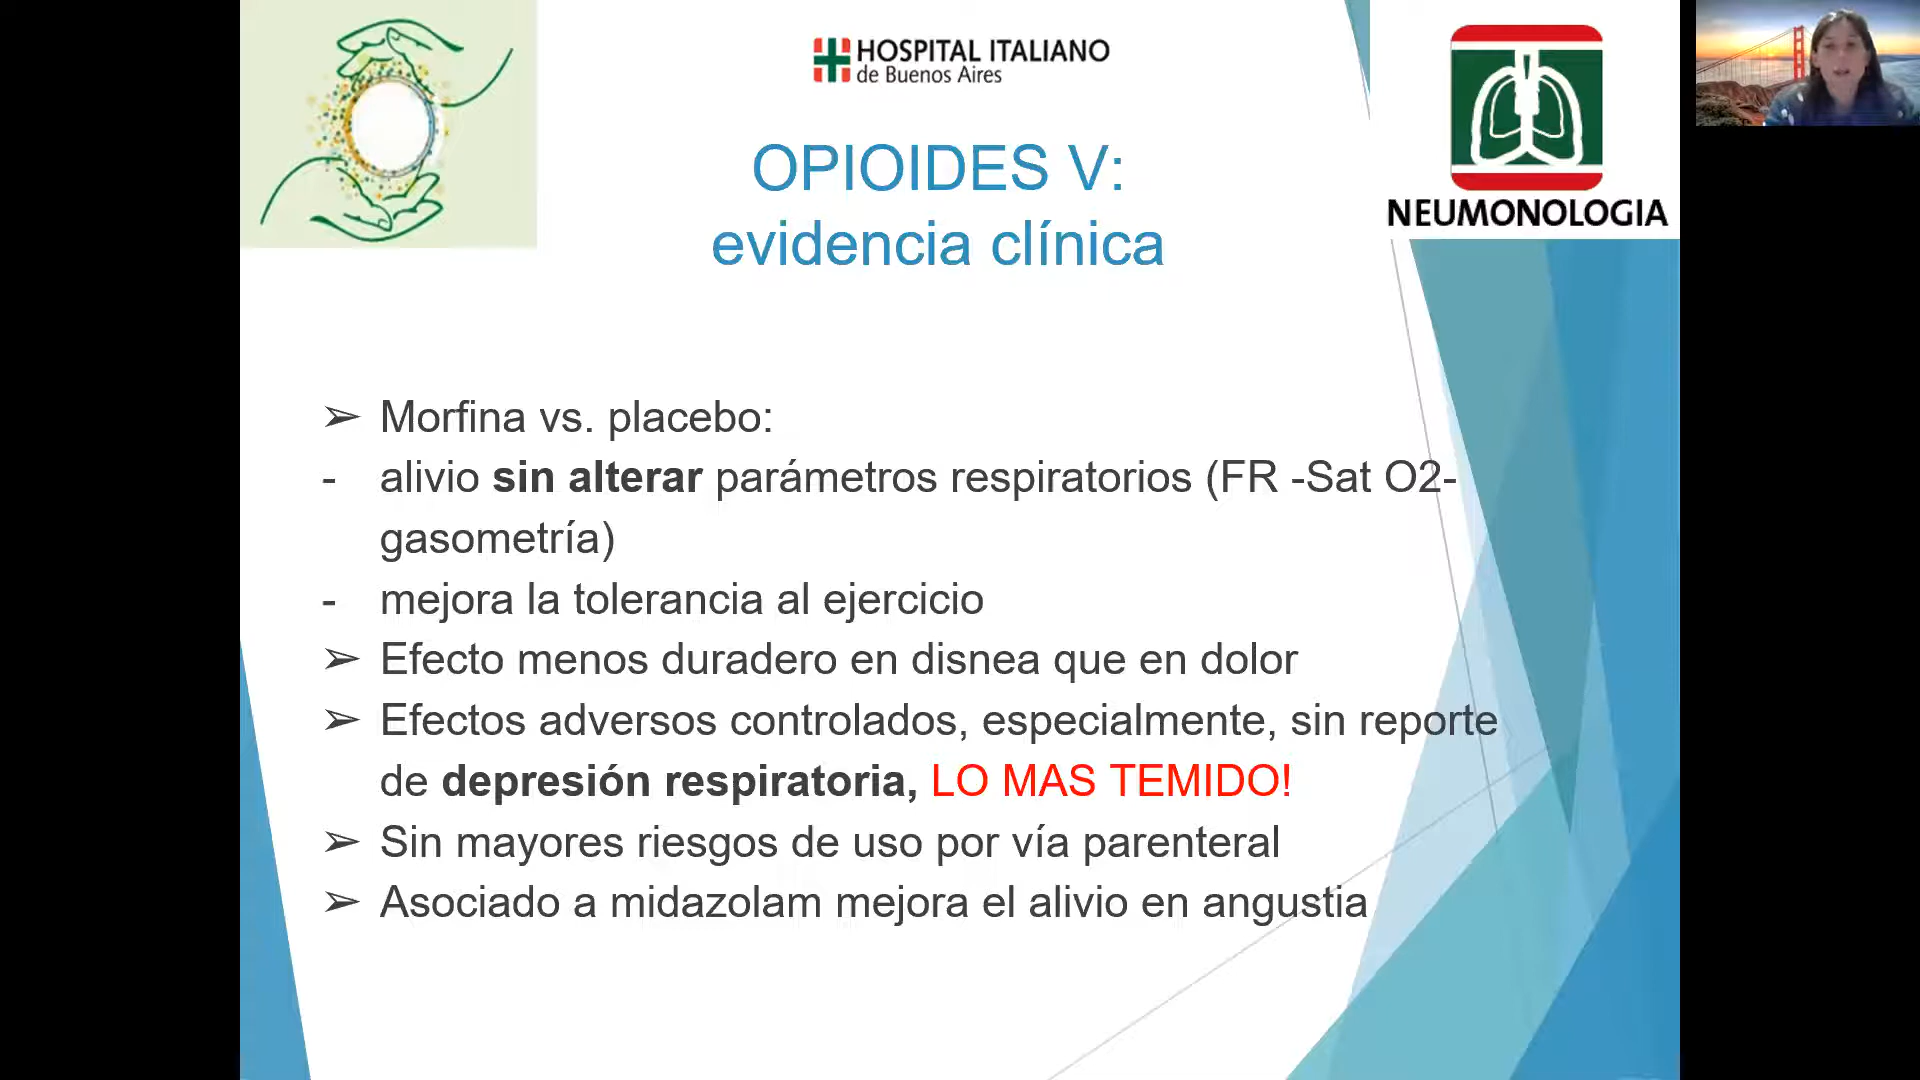 HOSPITAL ITALIANO
de Buenos Aires
NEUMONOLOGIA
OPIOIDES V:
evidencia clínica
➢ Morfina vs. placebo:
- alivio sin alterar parámetros respiratorios (FR -Sat O2-
gasometría)
- mejora la tolerancia al ejercicio
➢ Efecto menos duradero en disnea que en dolor
➢ Efectos adversos controlados, especialmente, sin reporte
de depresión respiratoria, LO MAS TEMIDO!
➢ Sin mayores riesgos de uso por vía parenteral
➢ Asociado a midazolam mejora el alivio en angustia